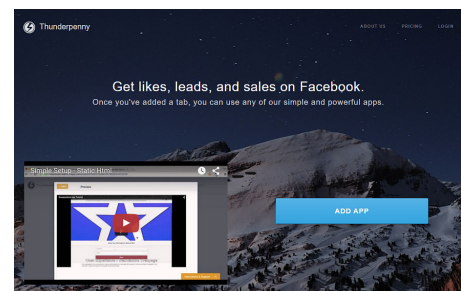 Thunderpenny
ABOUT US PRICING LOGIN
Get likes, leads, and sales on Facebook.
Once you've added a tab, you can use any of our simple and powerful apps.
Simple Setup - Static Html
ADD APP